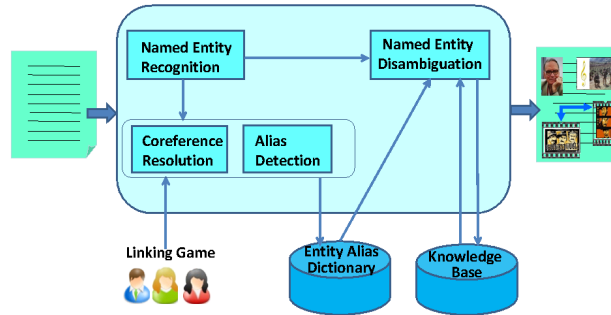 Named Entity
Recognition
Named Entity
Disambiguation
Coreference
Resolution
Alias
Detection
Linking Game
Entity Alias
Dictionary
Knowledge
Base